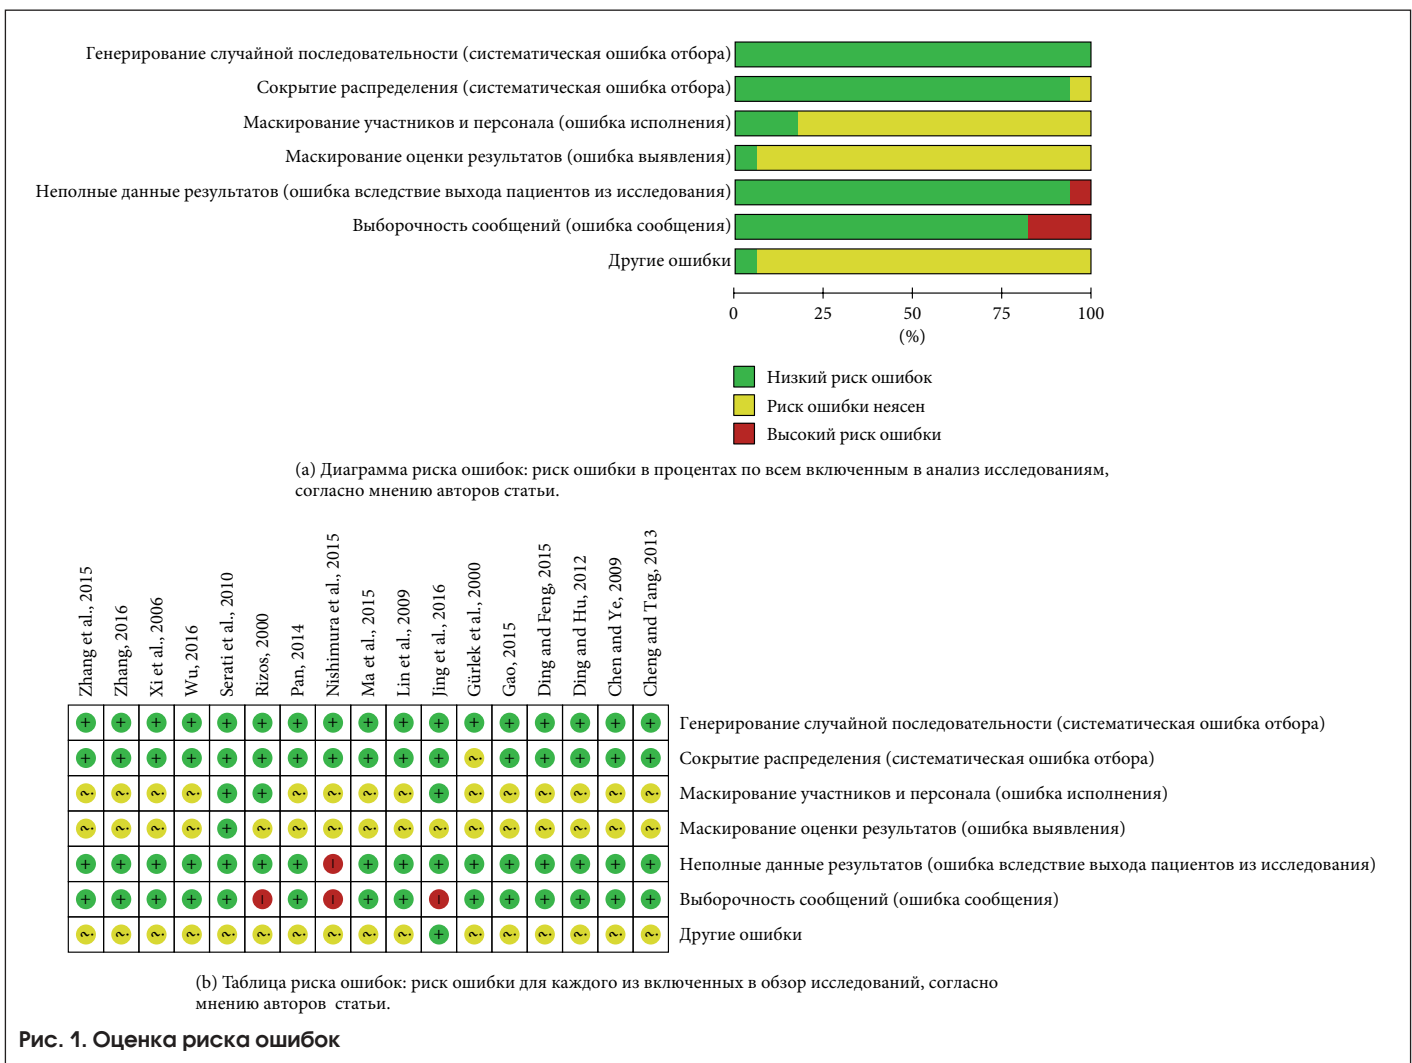 Генерирование случайной последовательности (систематическая ошибка отбора)
Сокрытие распределения (систематическая ошибка отбора)
Маскирование участников и персонала (ошибка исполнения)
Маскирование оценки результатов (ошибка выявления)
Неполные данные результатов (ошибка вследствие выхода пациентов из исследования)
Выборочность сообщений (ошибка сообщения)
Другие ошибки
0 25 50 75 100
(%)
Низкий риск ошибок
Риск ошибки неясен
Высокий риск ошибки
(a) Диаграмма риска ошибок: риск ошибки в процентах по всем включенным в анализ исследованиям,
согласно мнению авторов статьи.
Zhang et al., 2015
Zhang, 2016
Xi et al., 2006
Wu, 2016
Serati et al., 2010
Rizos, 2000
Pan, 2014
Nishimura et al., 2015
Ma et al., 2015
Lin et al., 2009
Jing et al., 2016
Gürlek et al., 2000
Gao, 2015
Ding and Feng, 2015
Ding and Hu, 2012
Chen and Ye, 2009
Cheng and Tang, 2013
+ + + + + + + + + + + + + + + + + Генерирование случайной последовательности (систематическая ошибка отбора)
+ + + + + + + + + + + ? + + + + + Сокрытие распределения (систематическая ошибка отбора)
? ? ? ? + + ? ? ? ? + ? ? ? ? ? ? Маскирование участников и персонала (ошибка исполнения)
? ? ? ? + ? ? ? ? ? ? ? ? ? ? ? ? Маскирование оценки результатов (ошибка выявления)
+ + + + + + + – + + + + + + + + + Неполные данные результатов (ошибка вследствие выхода пациентов из исследования)
+ + + + + – + – + + – + + + + + + Выборочность сообщений (ошибка сообщения)
? ? ? ? ? ? ? ? ? ? + ? ? ? ? ? ? Другие ошибки
(b) Таблица риска ошибок: риск ошибки для каждого из включенных в обзор исследований, согласно
мнению авторов статьи.
Рис. 1. Оценка риска ошибок